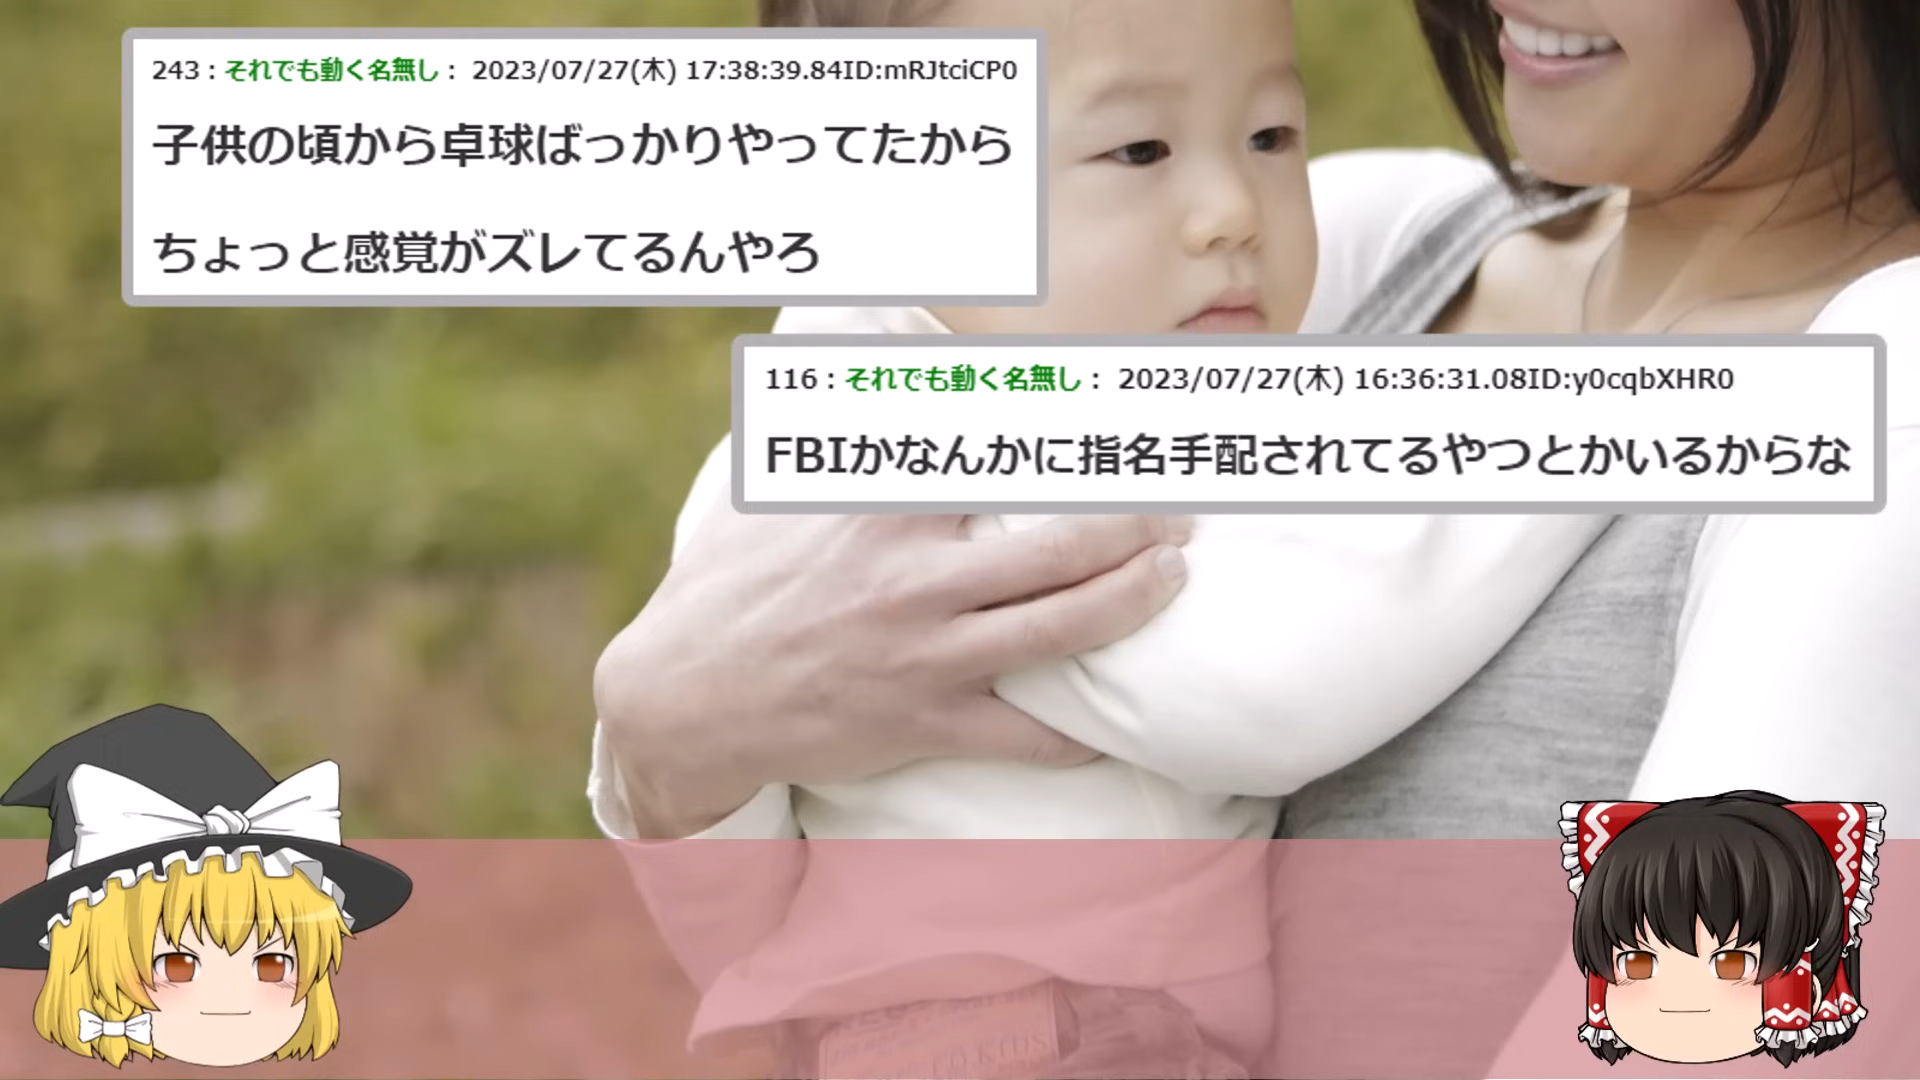 243 : それでも動く名無し : 2023/07/27(木) 17:38:39.84ID:mRJtciCP0
子供の頃から卓球ばっかりやってたから
ちょっと感覚がズレてるんやろ
116 : それでも動く名無し : 2023/07/27(木) 16:36:31.08ID:y0cqbXHR0
FBIかなんかに指名手配されてるやつとかいるからな